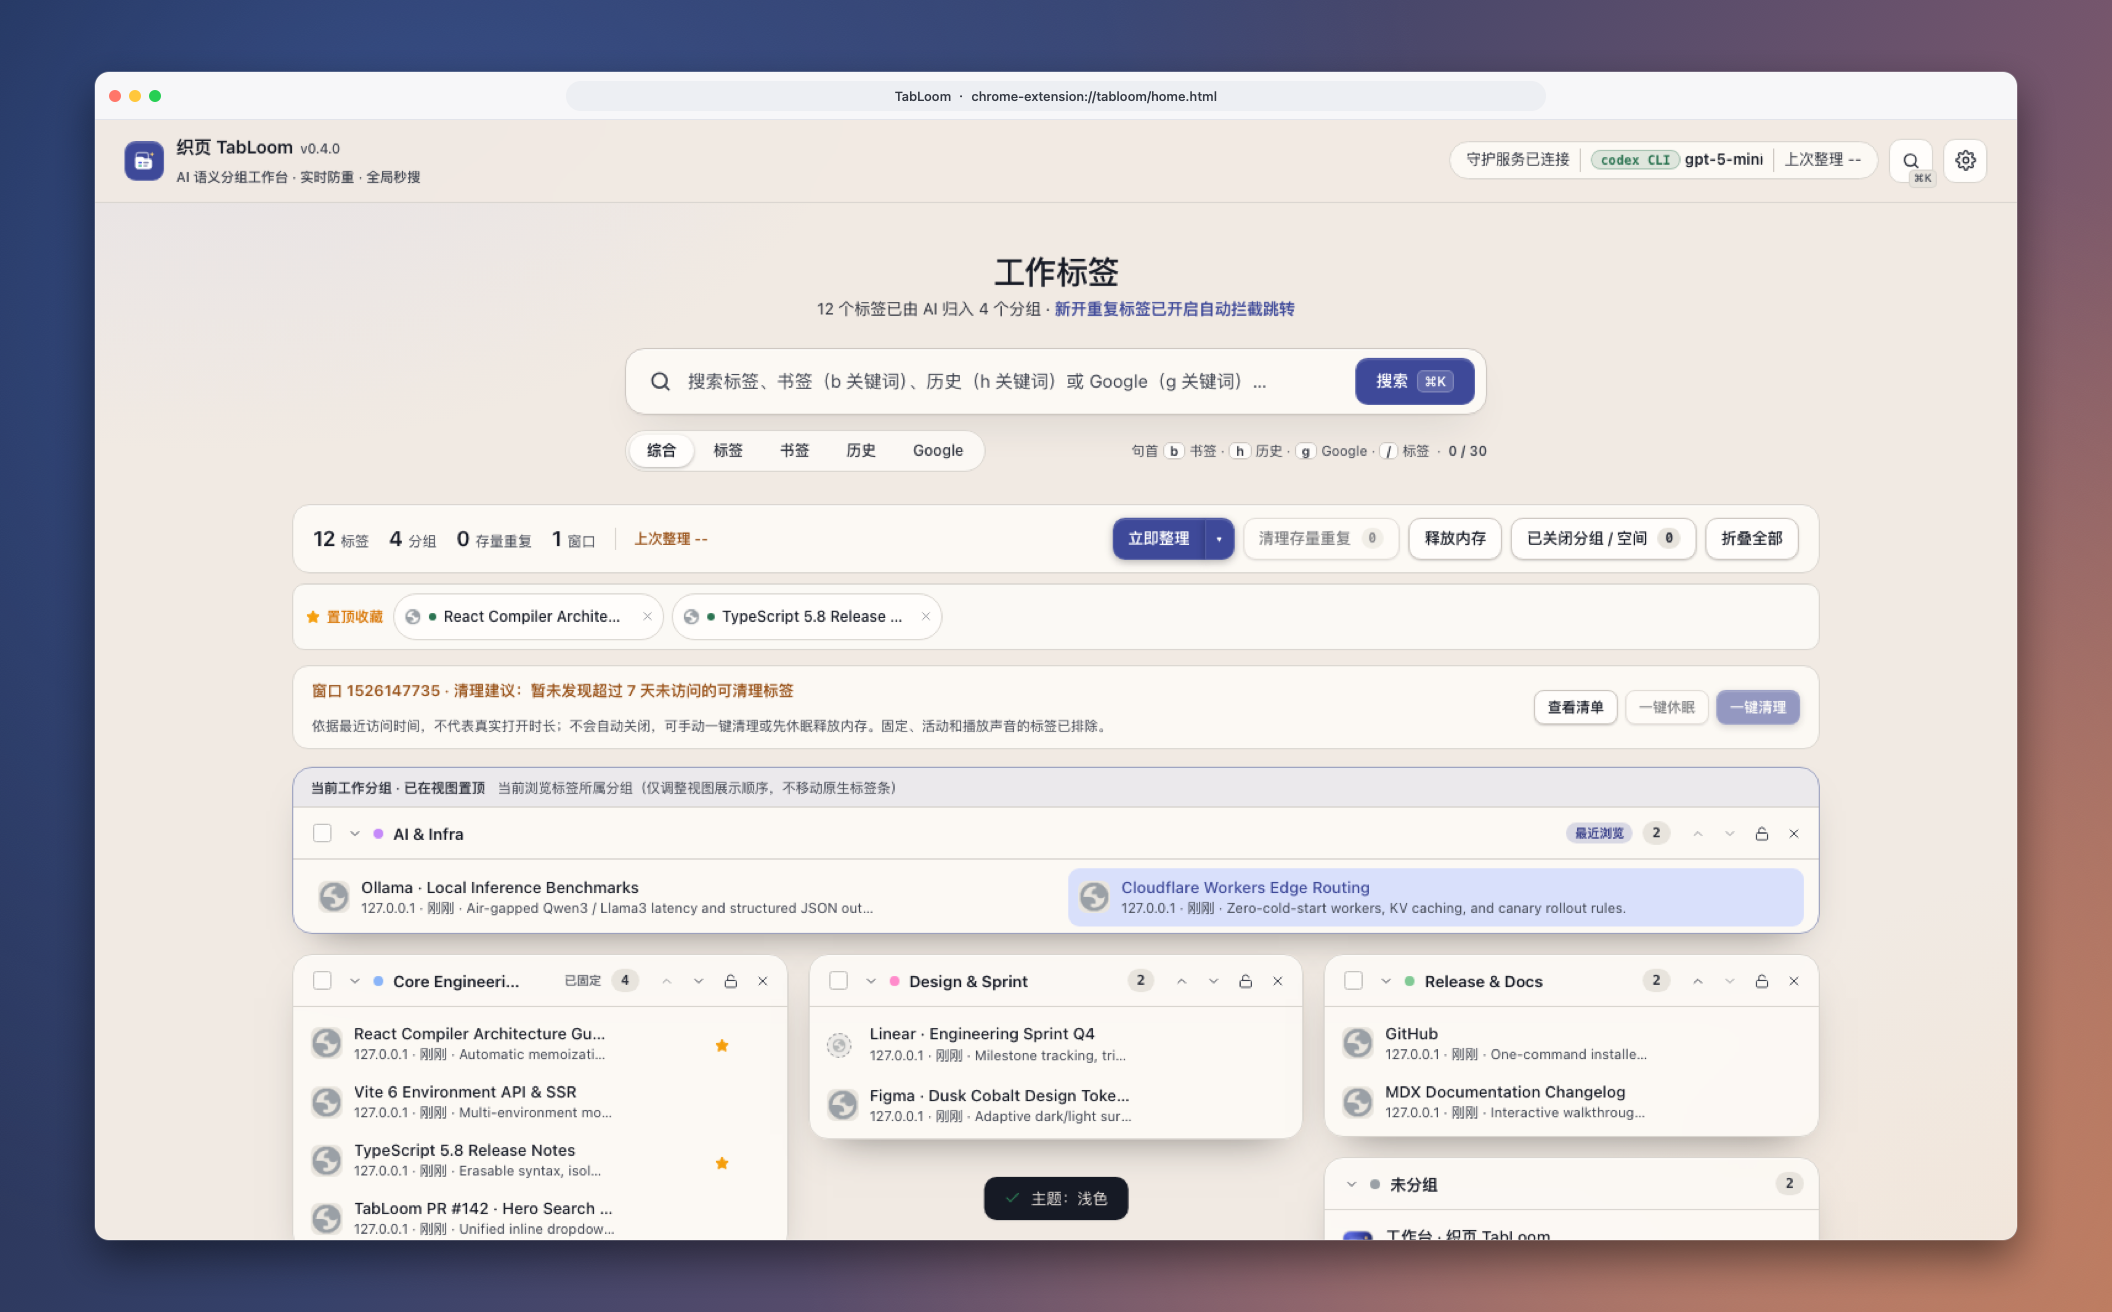 TabLoom · chrome-extension://tabloom/home.html
织页 TabLoom v0.4.0
AI 语义分组工作台 · 实时防重 · 全局秒搜
守护服务已连接 codex CLI gpt-5-mini 上次整理 --
⌘K
工作标签
12 个标签已由 AI 归入 4 个分组 · 新开重复标签已开启自动拦截跳转
搜索标签、书签（b 关键词）、历史（h 关键词）或 Google（g 关键词）...
搜索 ⌘K
综合 标签 书签 历史 Google
句首 b 书签 · h 历史 · g Google · / 标签 · 0 / 30
12 标签 4 分组 0 存量重复 1 窗口 上次整理 --
立即整理 清理存量重复 0 释放内存 已关闭分组 / 空间 0 折叠全部
置顶收藏 React Compiler Archite... TypeScript 5.8 Release ...
窗口 1526147735 · 清理建议：暂未发现超过 7 天未访问的可清理标签
依据最近访问时间，不代表真实打开时长；不会自动关闭，可手动一键清理或先休眠释放内存。固定、活动和播放声音的标签已排除。
查看清单 一键休眠 一键清理
当前工作分组 · 已在视图置顶 当前浏览标签所属分组（仅调整视图展示顺序，不移动原生标签条）
AI & Infra 最近浏览 2
Ollama · Local Inference Benchmarks
127.0.0.1 · 刚刚 · Air-gapped Qwen3 / Llama3 latency and structured JSON out...
Cloudflare Workers Edge Routing
127.0.0.1 · 刚刚 · Zero-cold-start workers, KV caching, and canary rollout rules.
Core Engineeri... 已固定 4
React Compiler Architecture Gu...
127.0.0.1 · 刚刚 · Automatic memoizati...
Vite 6 Environment API & SSR
127.0.0.1 · 刚刚 · Multi-environment mo...
TypeScript 5.8 Release Notes
127.0.0.1 · 刚刚 · Erasable syntax, isol...
TabLoom PR #142 · Hero Search ...
127.0.0.1 · 刚刚 · Unified inline dropdow...
Design & Sprint 2
Linear · Engineering Sprint Q4
127.0.0.1 · 刚刚 · Milestone tracking, tri...
Figma · Dusk Cobalt Design Toke...
127.0.0.1 · 刚刚 · Adaptive dark/light sur...
Release & Docs 2
GitHub
127.0.0.1 · 刚刚 · One-command installe...
MDX Documentation Changelog
127.0.0.1 · 刚刚 · Interactive walkthroug...
未分组 2
工作台 · 织页 TabLoom
主题：浅色